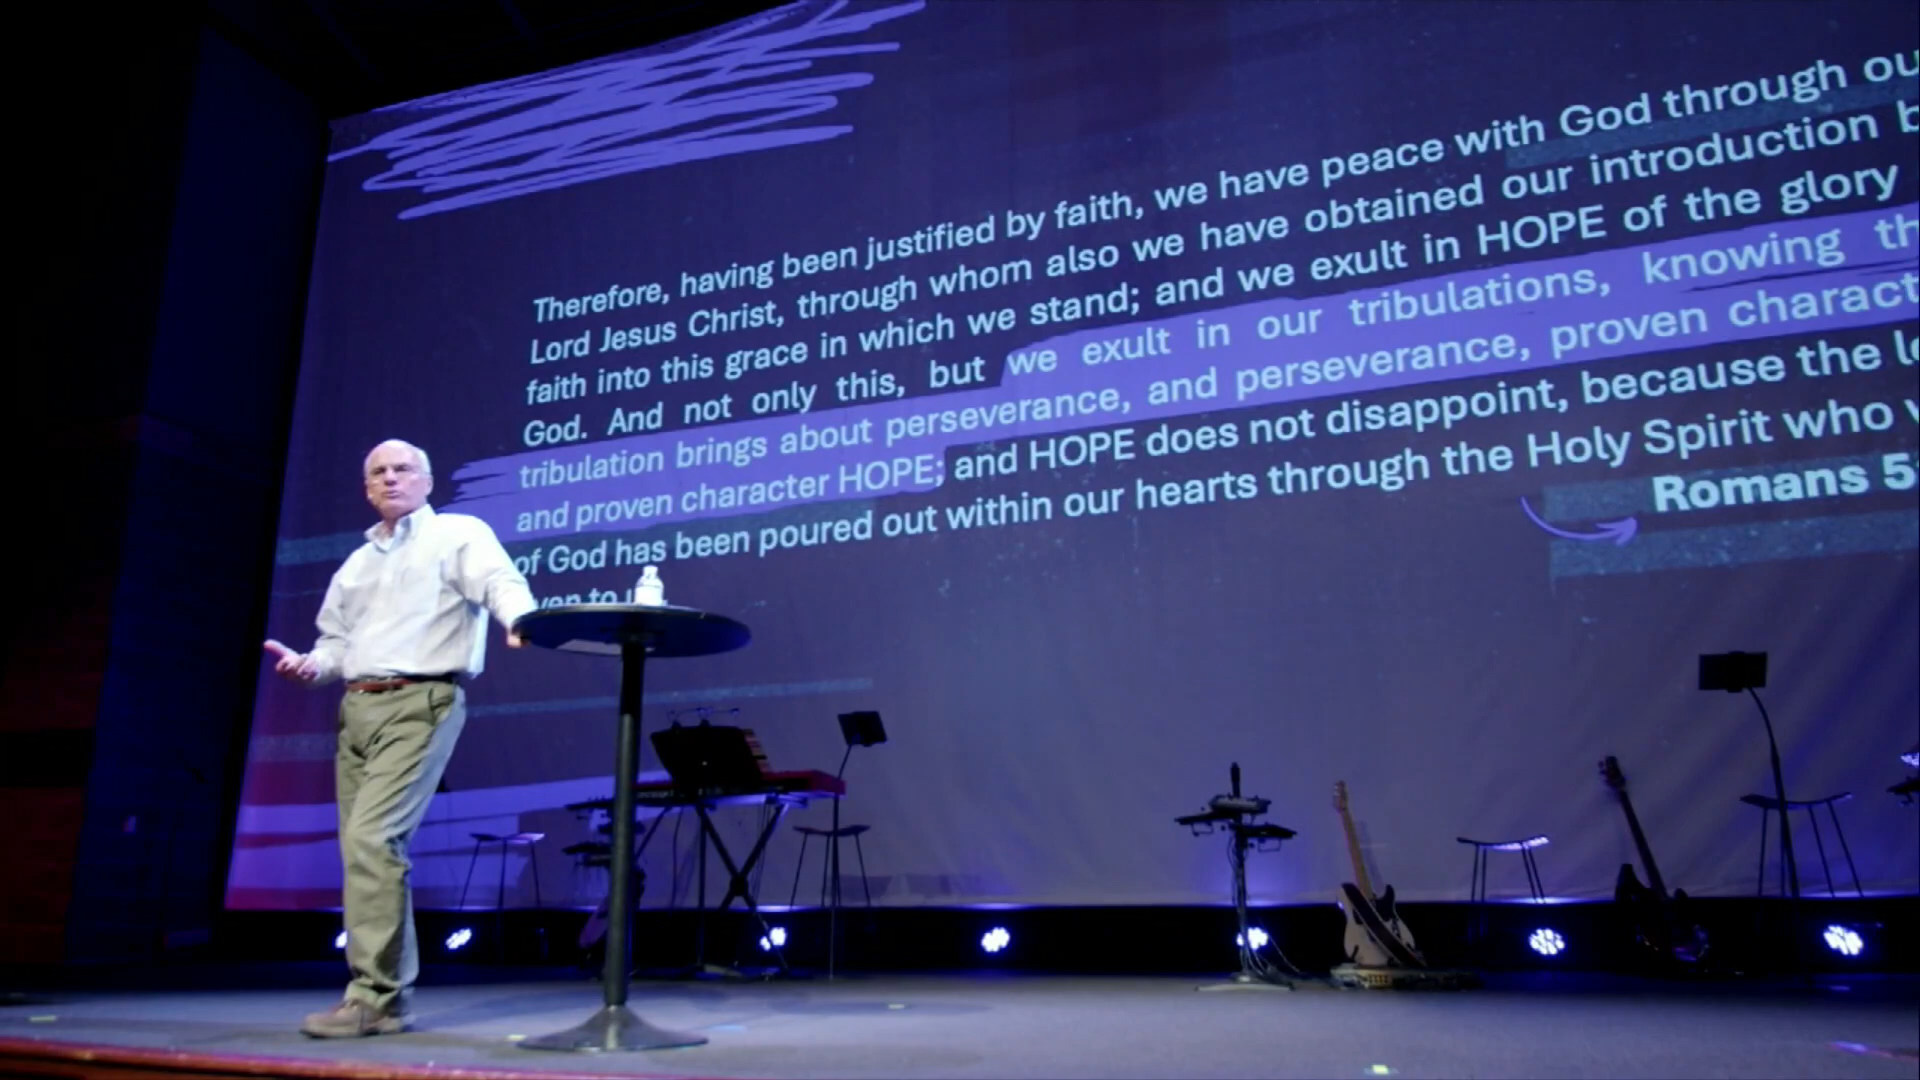 Therefore, having been justified by faith, we have peace with God through
Lord Jesus Christ, through whom also we have obtained our introduction
faith into this grace in which we stand; and we exult in HOPE of the glory
God. And not only this, but we exult in our tribulations, knowing
tribulation brings about perseverance, and perseverance, proven
and proven character HOPE; and HOPE does not disappoint, because the
of God has been poured out within our hearts through the Holy Spirit who
to
Romans 5